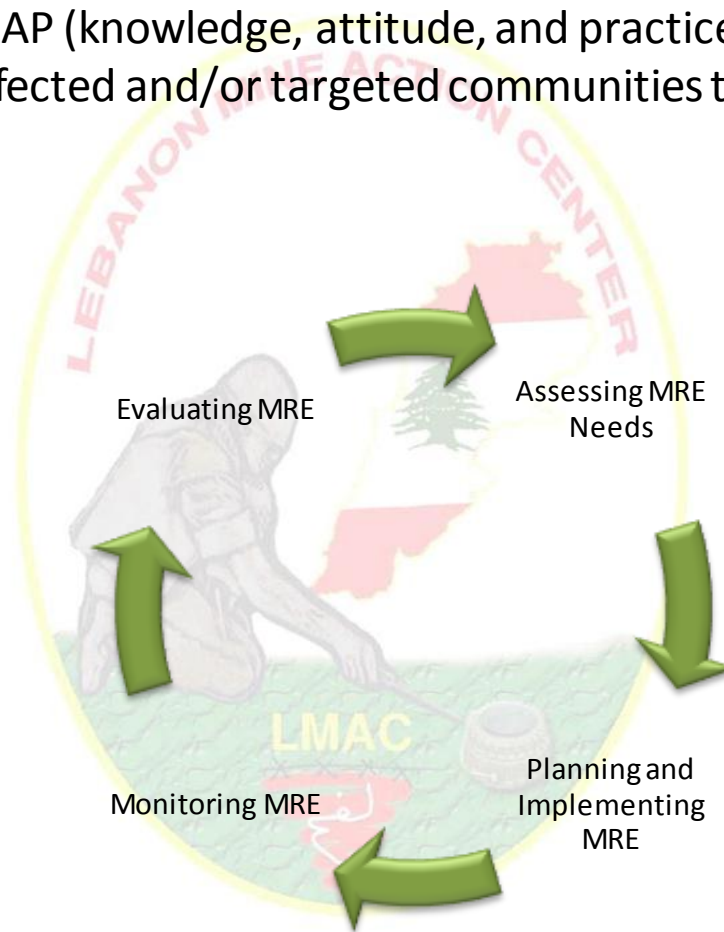 AP (knowledge, attitude, and practice
fected and/or targeted communities t
LEBANON MINE ACTION CENTER
Evaluating MRE
Assessing MRE
Needs
LMAC
Planning and
Implementing
MRE
Monitoring MRE